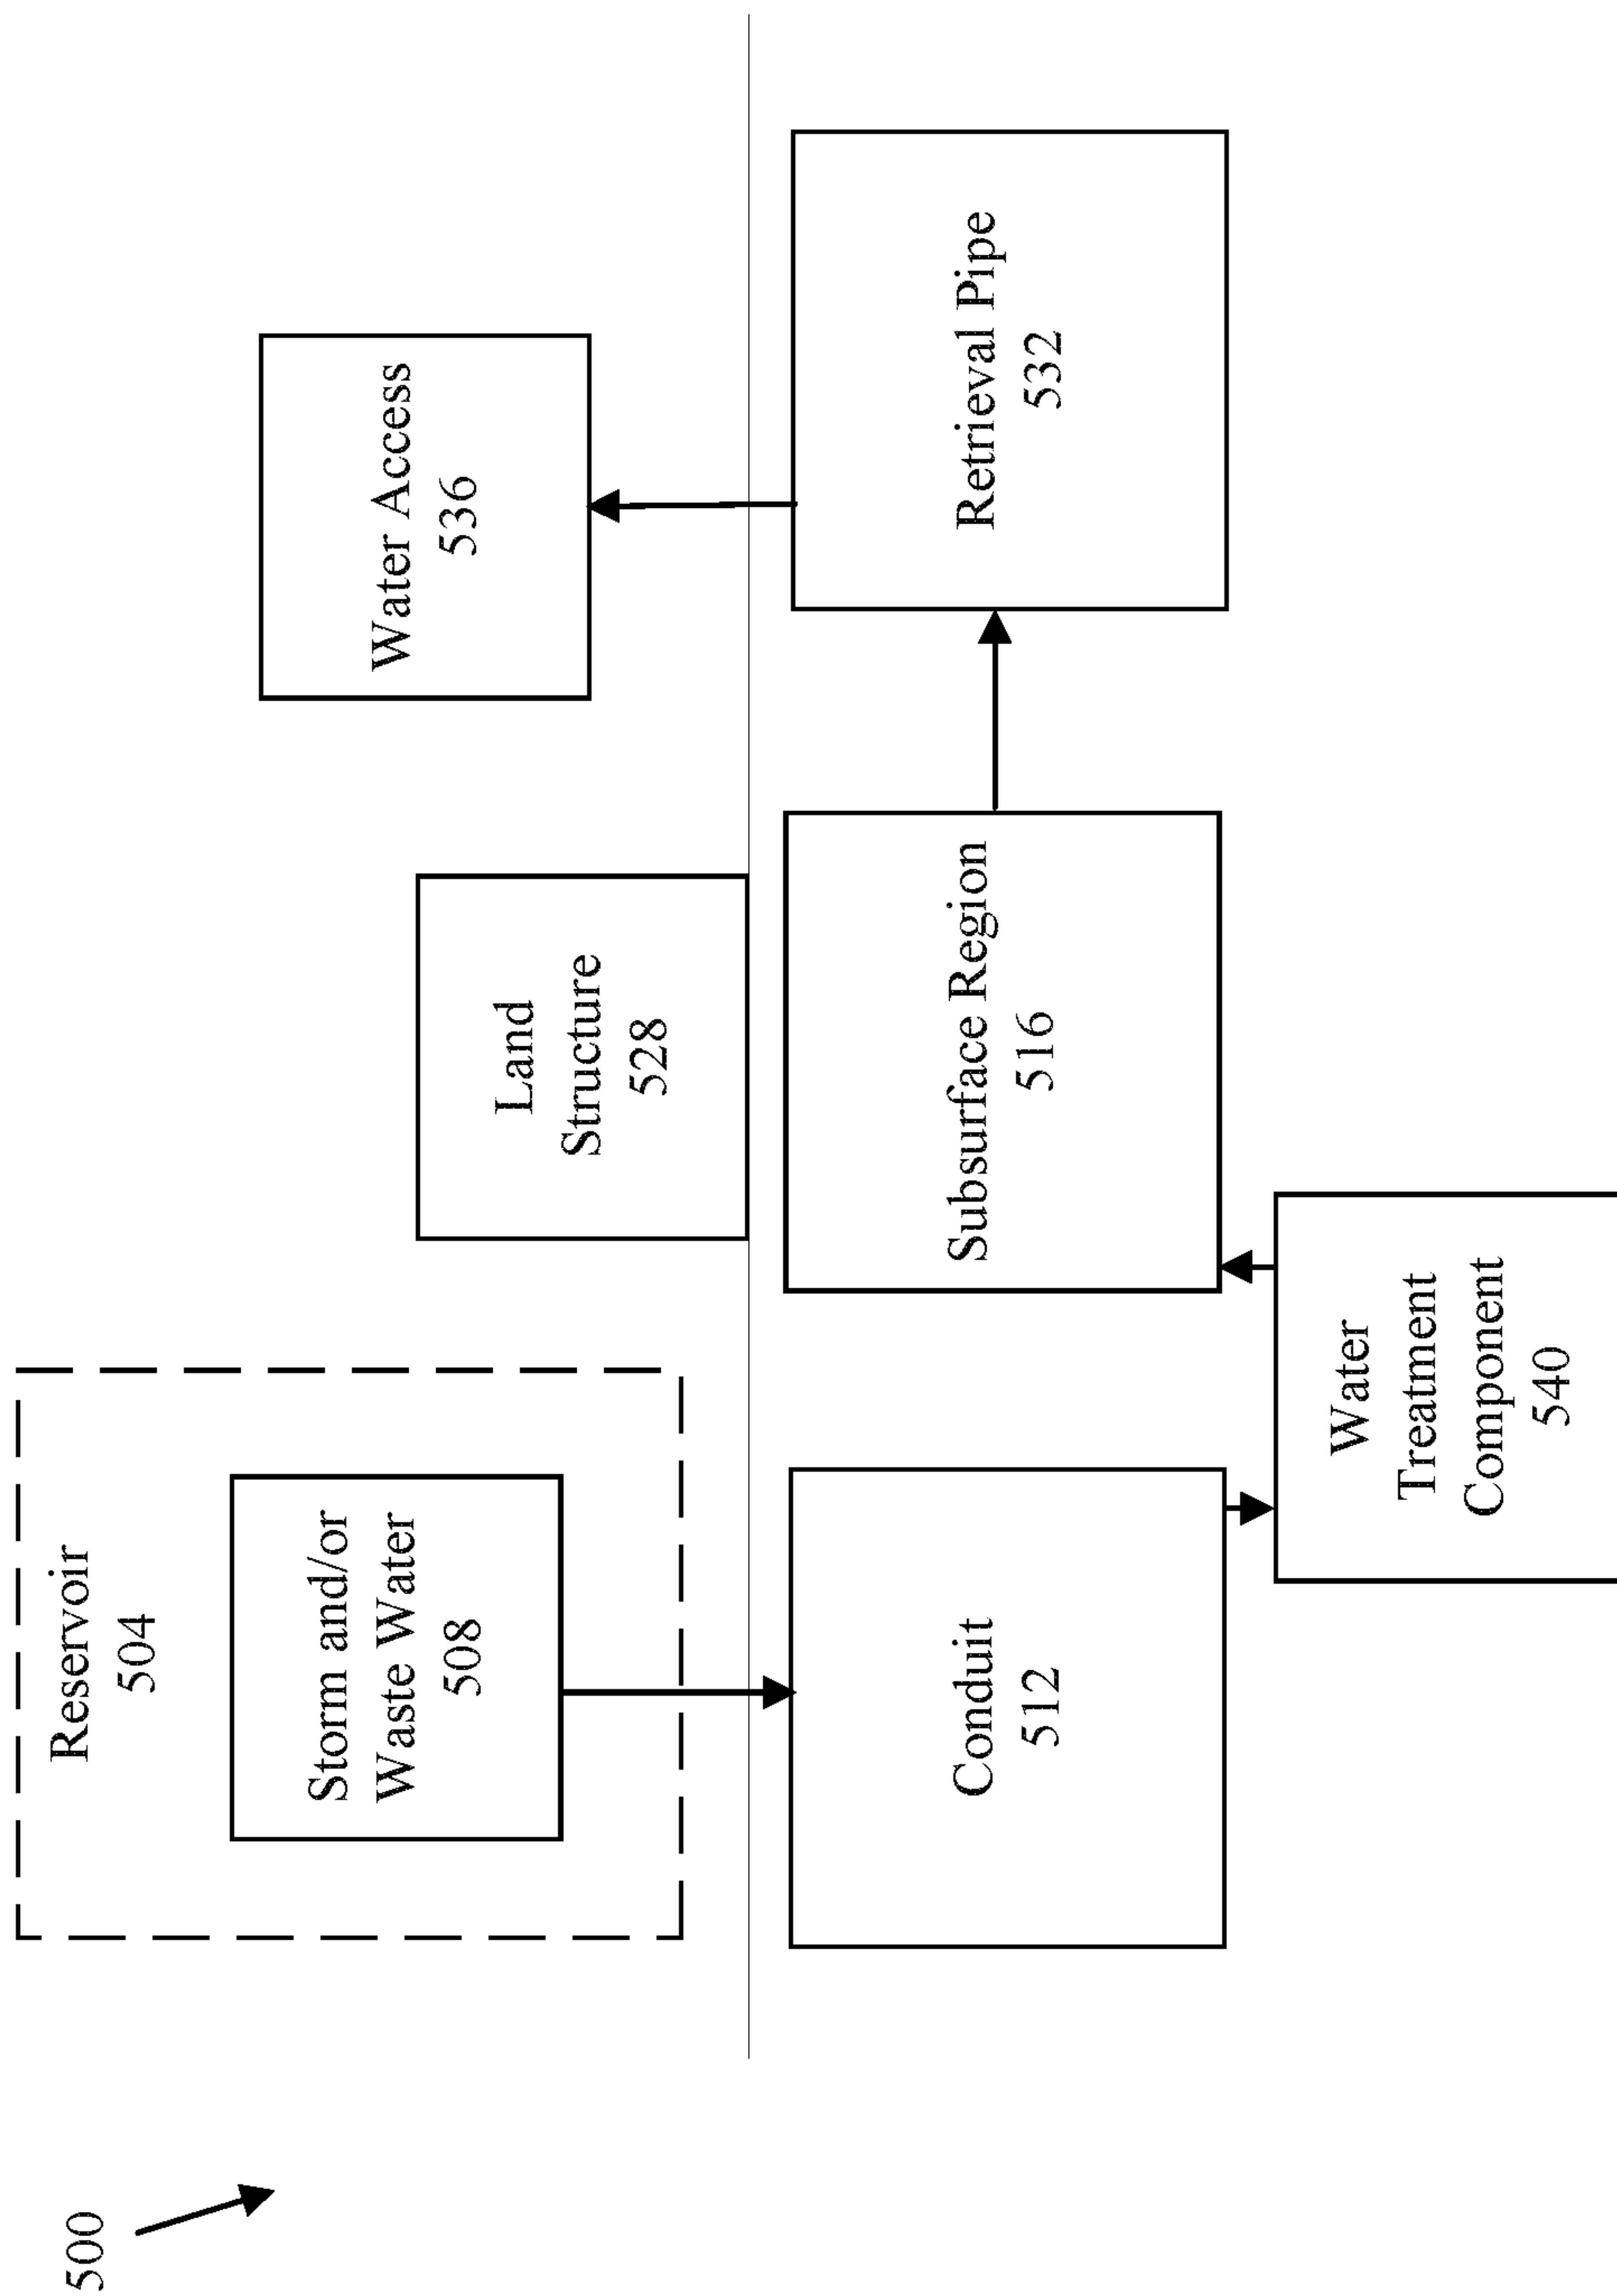 500
Reservoir
504
Storm and/or
Waste Water
508
Land
Structure
528
Water Access
536
Conduit
512
Subsurface Region
516
Retrieval Pipe
532
Water
Treatment
Component
540